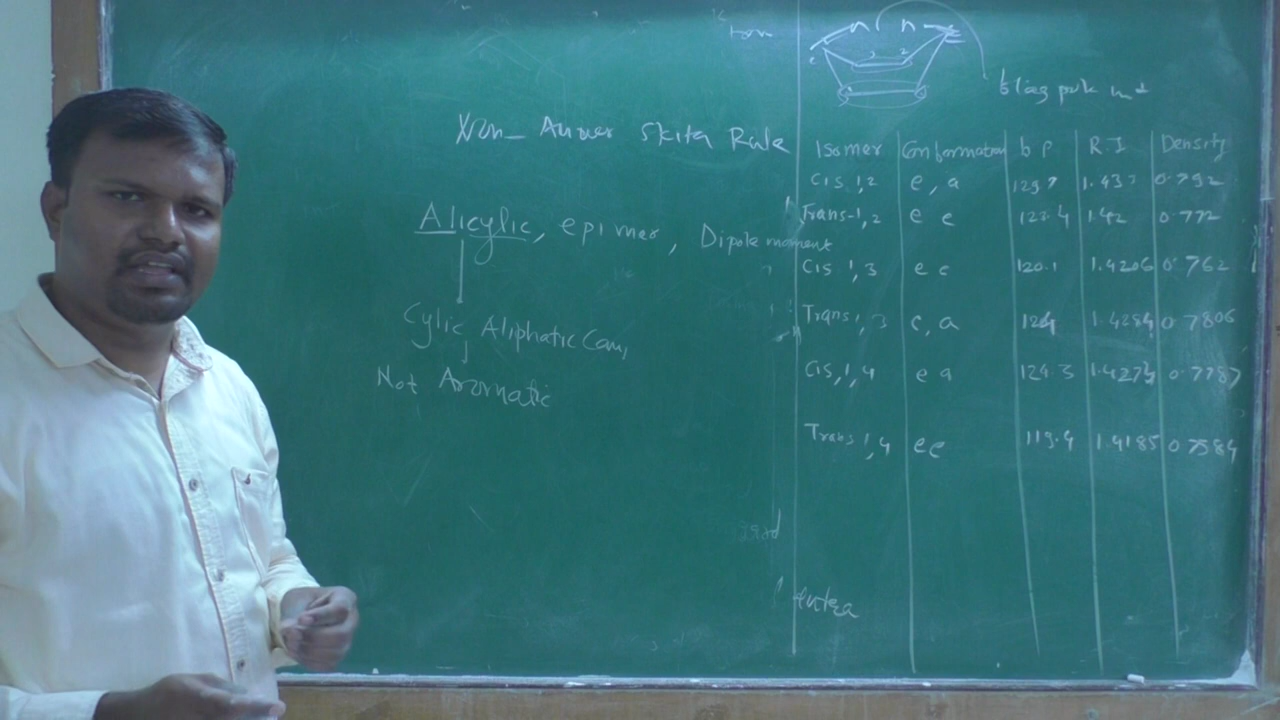 n n
Von-Auwer Skita Rule
Alicylic, epimer, Dipole moment
Cylic Aliphatic Com,
Not Aromatic
Isomer Conformation b p R.I Density
Cis 1,2 e, a 129.7 1.433 0.792
Trans-1,2 e e 123.4 1.42 0.772
Cis 1,3 e e 120.1 1.4206 0.762
Trans 1,3 e, a 124 1.4284 0.7806
Cis, 1,4 e a 124.3 1.4273 0.7787
Trans 1,4 ee 119.4 1.4185 0.7584